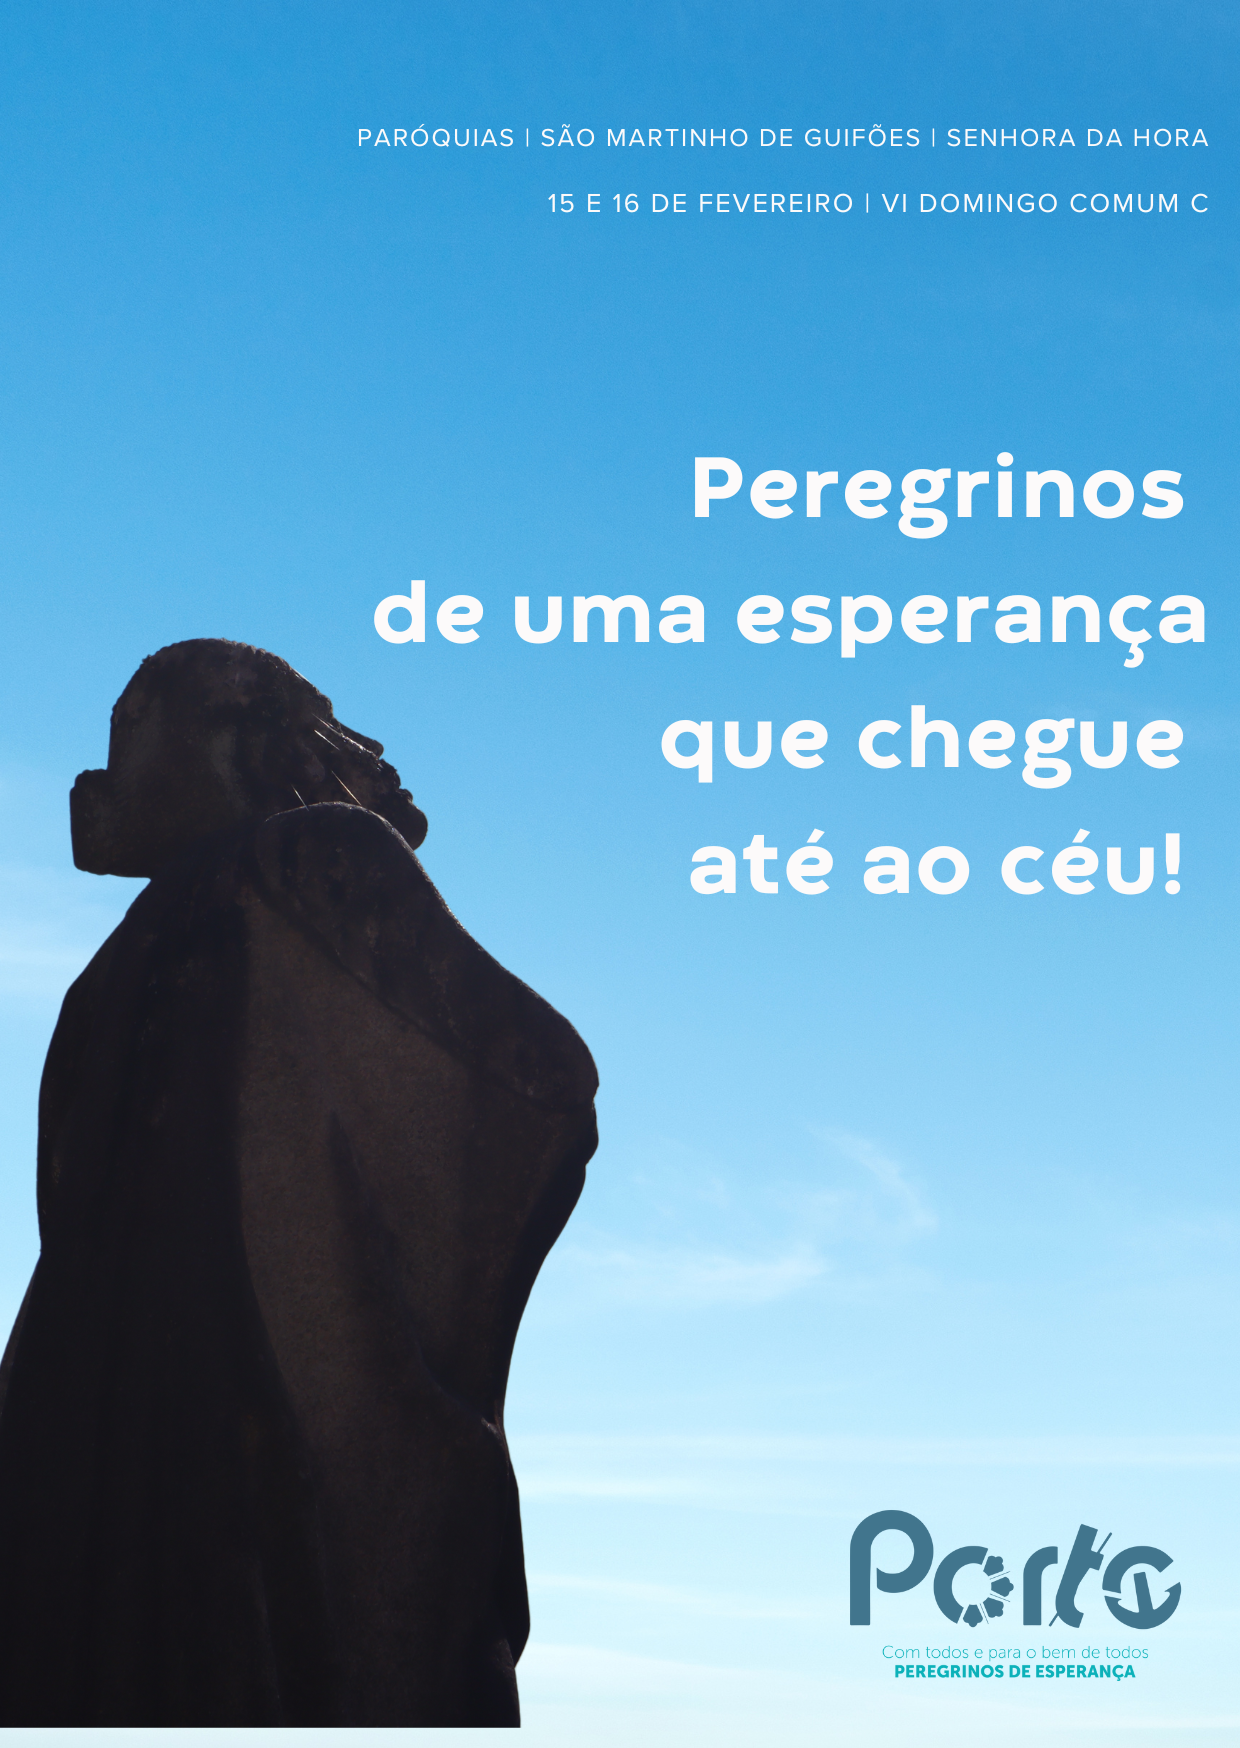 PARÓQUIAS | SÃO MARTINHO DE GUIFÕES | SENHORA DA HORA
15 E 16 DE FEVEREIRO | VI DOMINGO COMUM C
Peregrinos
de uma esperança
que chegue
até ao céu!
Porto
Com todos e para o bem de todos
PEREGRINOS DE ESPERANÇA